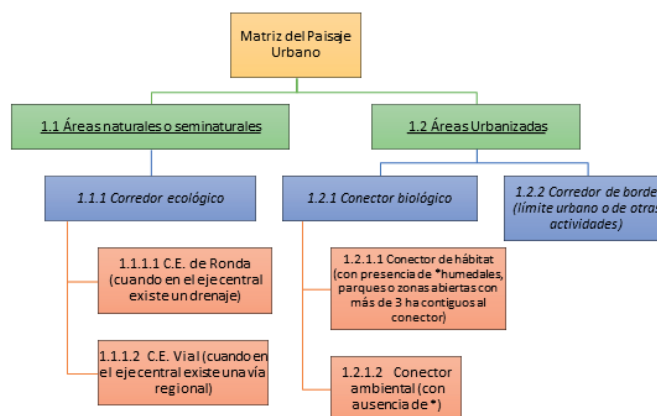 Matriz del Paisaje
Urbano
1.1 Áreas naturales o seminaturales
1.2 Áreas Urbanizadas
1.1.1 Corredor ecológico
1.2.1 Conector biológico
1.2.2 Corredor de borde
(límite urbano o de otras
actividades)
1.1.1.1 C.E. de Ronda
(cuando en el eje central
existe un drenaje)
1.2.1.1 Conector de hábitat
(con presencia de *humedales,
parques o zonas abiertas con
más de 3 ha contiguos al
conector)
1.1.1.2 C.E. Vial (cuando en
el eje central existe una vía
regional)
1.2.1.2 Conector
ambiental (con
ausencia de *)